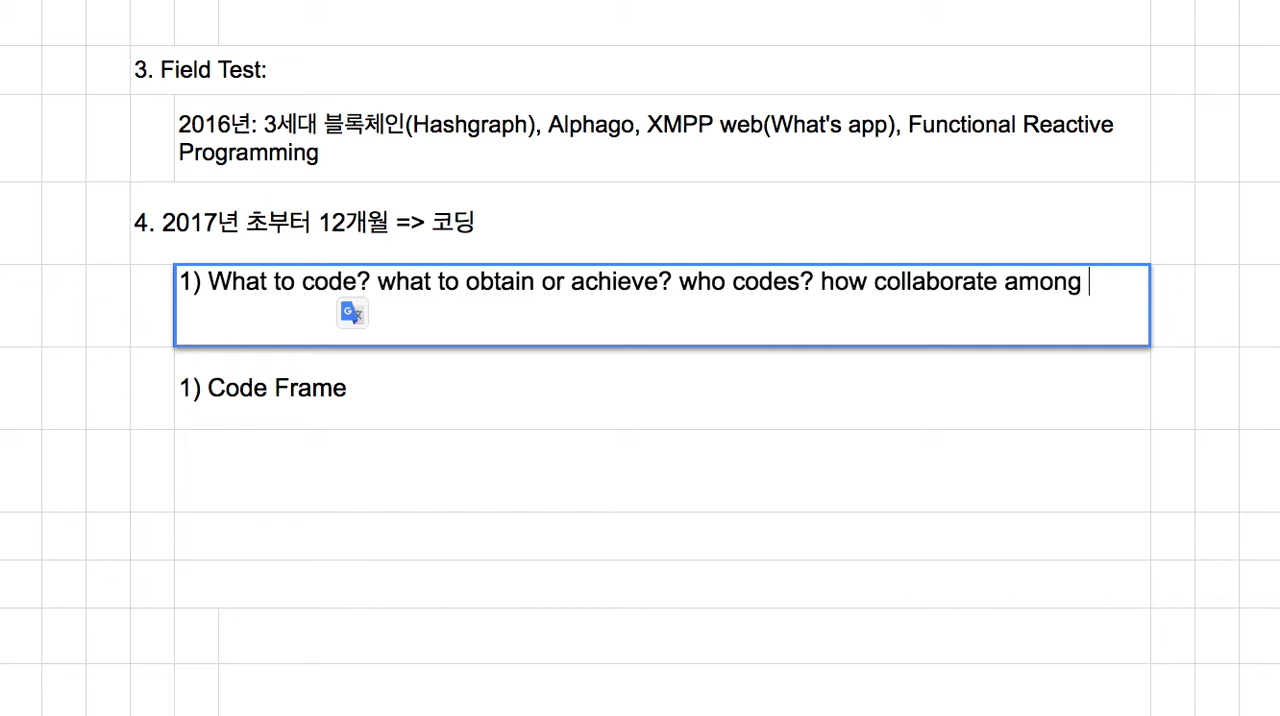 3. Field Test:
2016년: 3세대 블록체인(Hashgraph), Alphago, XMPP web(What's app), Functional Reactive
Programming
4. 2017년 초부터 12개월 => 코딩
1) What to code? what to obtain or achieve? who codes? how collaborate among
1) Code Frame